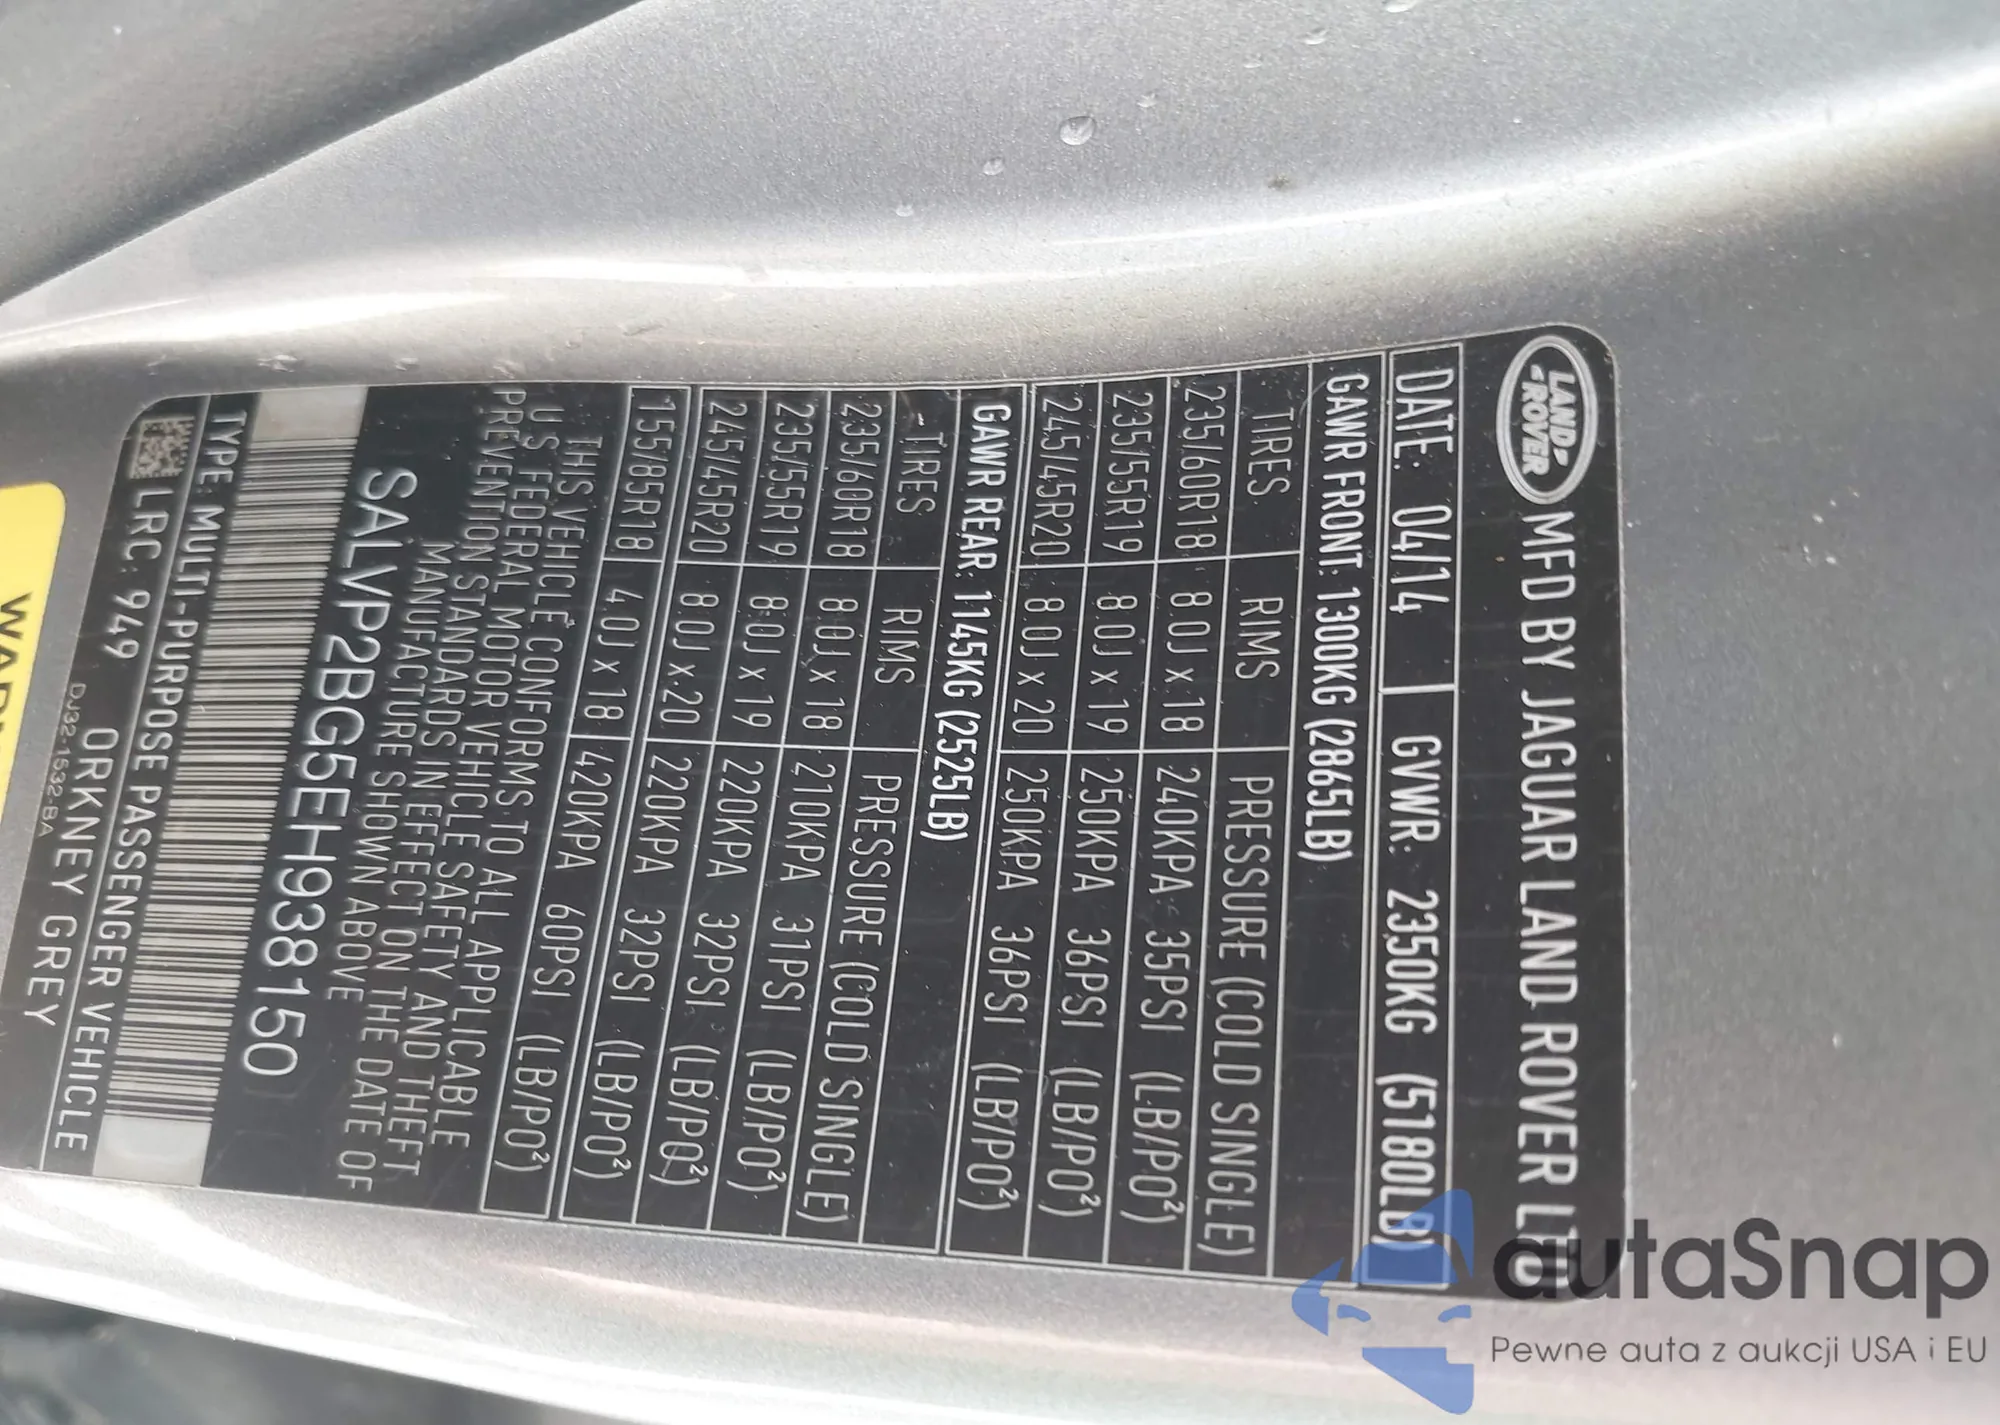 LAND-
-ROVER
MFD BY JAGUAR LAND ROVER LTD
DATE: 04/14 GVWR: 2350KG (5180LB)
GAWR FRONT: 1300KG (2865LB)
TIRES RIMS PRESSURE (COLD SINGLE)
235/60R18 8.0J x 18 240KPA 35PSI (LB/PO²)
235/55R19 8.0J x 19 250KPA 36PSI (LB/PO²)
245/45R20 8.0J x 20 250KPA 36PSI (LB/PO²)
GAWR REAR: 1145KG (2525LB)
TIRES RIMS PRESSURE (COLD SINGLE)
235/60R18 8.0J x 18 210KPA 31PSI (LB/PO²)
235/55R19 8.0J x 19 220KPA 32PSI (LB/PO²)
245/45R20 8.0J x 20 220KPA 32PSI (LB/PO²)
155/85R18 4.0J x 18 420KPA 60PSI (LB/PO²)
THIS VEHICLE CONFORMS TO ALL APPLICABLE
U.S. FEDERAL MOTOR VEHICLE SAFETY AND THEFT
PREVENTION STANDARDS IN EFFECT ON THE DATE OF
MANUFACTURE SHOWN ABOVE
SALVP2BG5EH938150
TYPE: MULTI-PURPOSE PASSENGER VEHICLE
LRC: 949 ORKNEY GREY
DJ32-1532-BA
autaSnap
Pewne auta z aukcji USA i EU